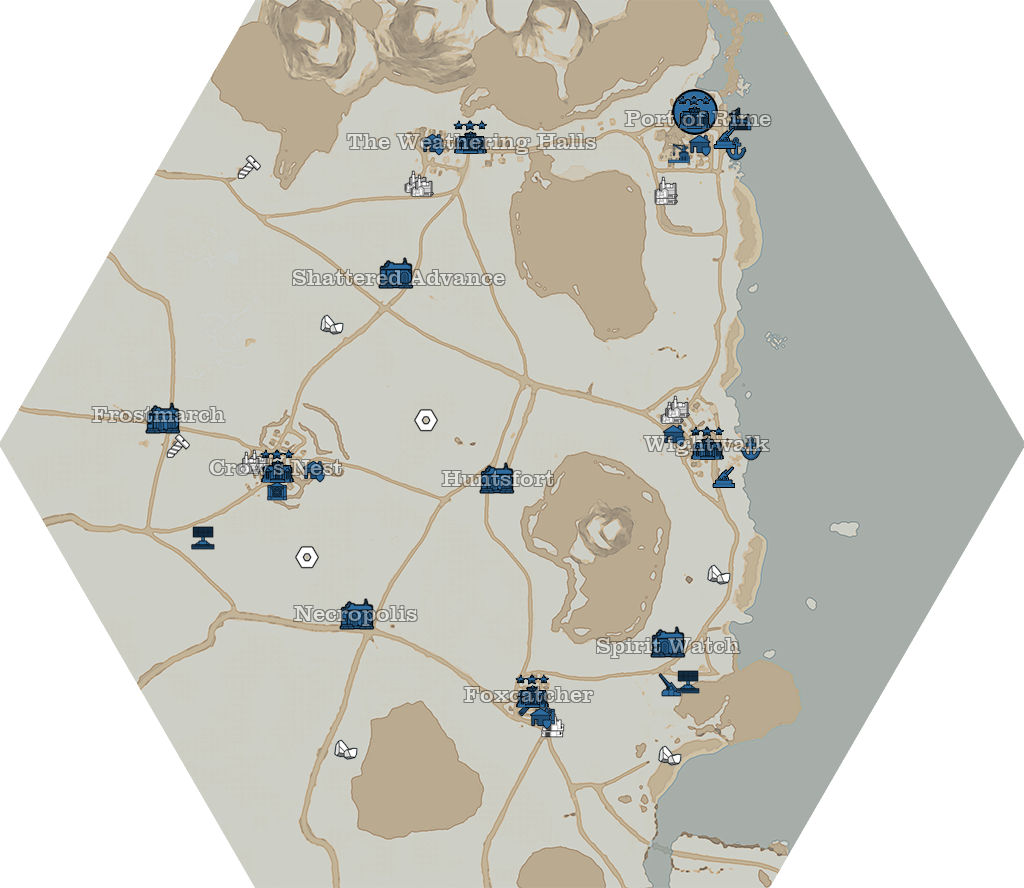 Port of Rime
The Weathering Halls
Shattered Advance
Frostmarch
Wightwalk
Crow's Nest
Huntsfort
Necropolis
Spirit Watch
Foxcatcher